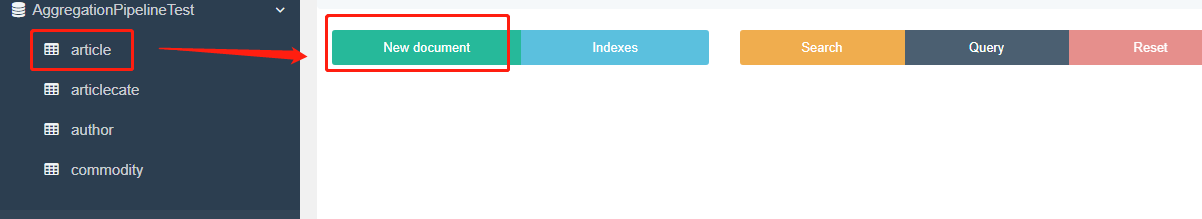 AggregationPipelineTest
article
articlecate
author
commodity
New document
Indexes
Search
Query
Reset